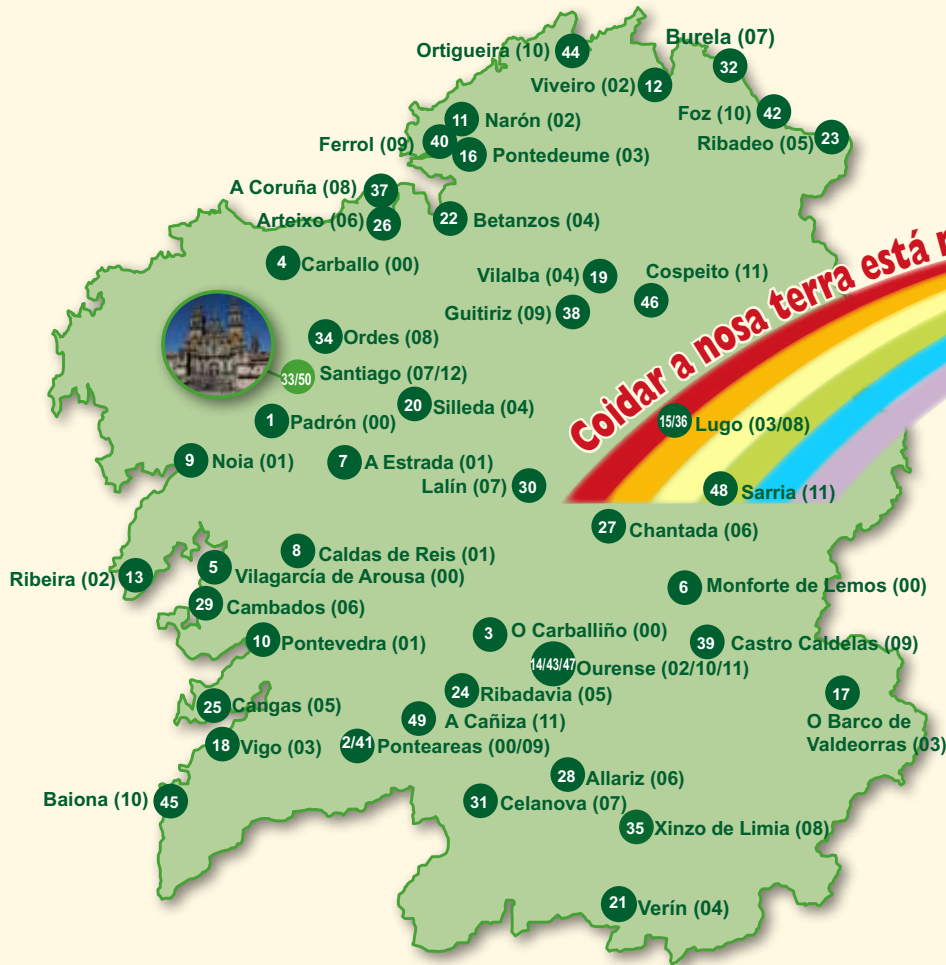 Ortigueira (10) 44
Burela (07)
32
Viveiro (02) 12
Foz (10) 42
Ribadeo (05) 23
11 Narón (02)
Ferrol (09) 40
16 Pontedeume (03)
A Coruña (08) 37
Arteixo (06) 26
22 Betanzos (04)
4 Carballo (00)
Vilalba (04) 19
Cospeito (11)
46
Guitiriz (09) 38
34 Ordes (08)
33/50 Santiago (07/12)
Coidar a nosa terra está
20 Silleda (04)
1 Padrón (00)
15/36 Lugo (03/08)
9 Noia (01)
7 A Estrada (01)
Lalín (07) 30
48 Sarria (11)
27 Chantada (06)
8 Caldas de Reis (01)
Ribeira (02) 13
5 Vilagarcía de Arousa (00)
6 Monforte de Lemos (00)
29 Cambados (06)
10 Pontevedra (01)
3 O Carballiño (00)
39 Castro Caldelas (09)
14/43/47 Ourense (02/10/11)
24 Ribadavia (05)
17
O Barco de
Valdeorras (03)
25 Cangas (05)
49 A Cañiza (11)
18 Vigo (03)
2/41 Ponteareas (00/09)
28 Allariz (06)
Baiona (10) 45
31 Celanova (07)
35 Xinzo de Limia (08)
21 Verín (04)